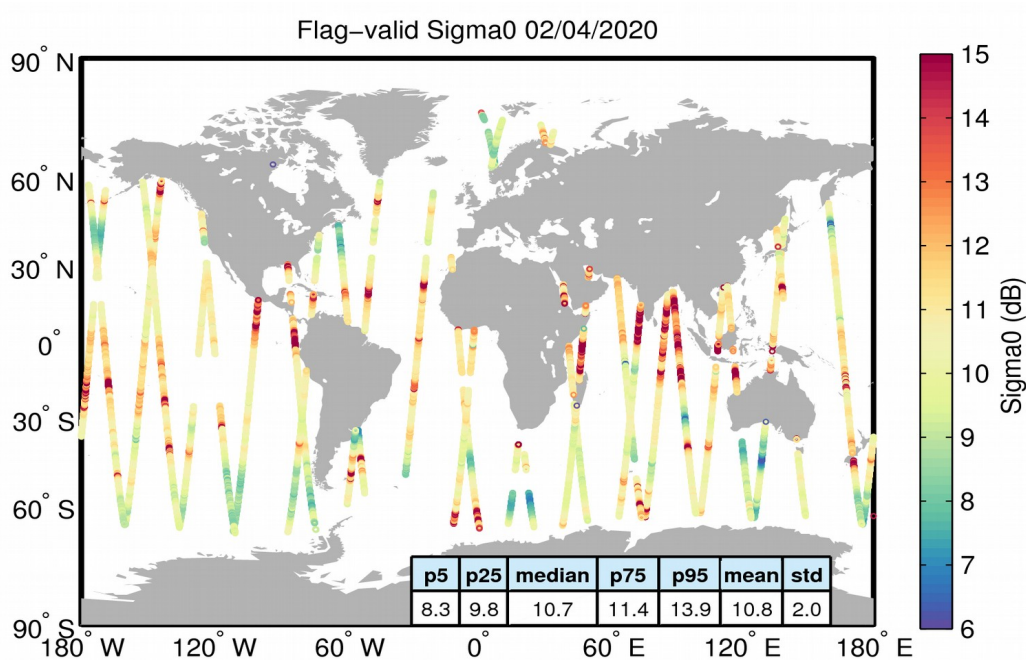 Flag-valid Sigma0 02/04/2020
90° N
60° N
30° N
0°
30° S
60° S
90° S
180° W 120° W 60° W 0° 60° E 120° E 180° E
p5 p25 median p75 p95 mean std
8.3 9.8 10.7 11.4 13.9 10.8 2.0
15
14
13
12
11
10
9
8
7
6
Sigma0 (dB)